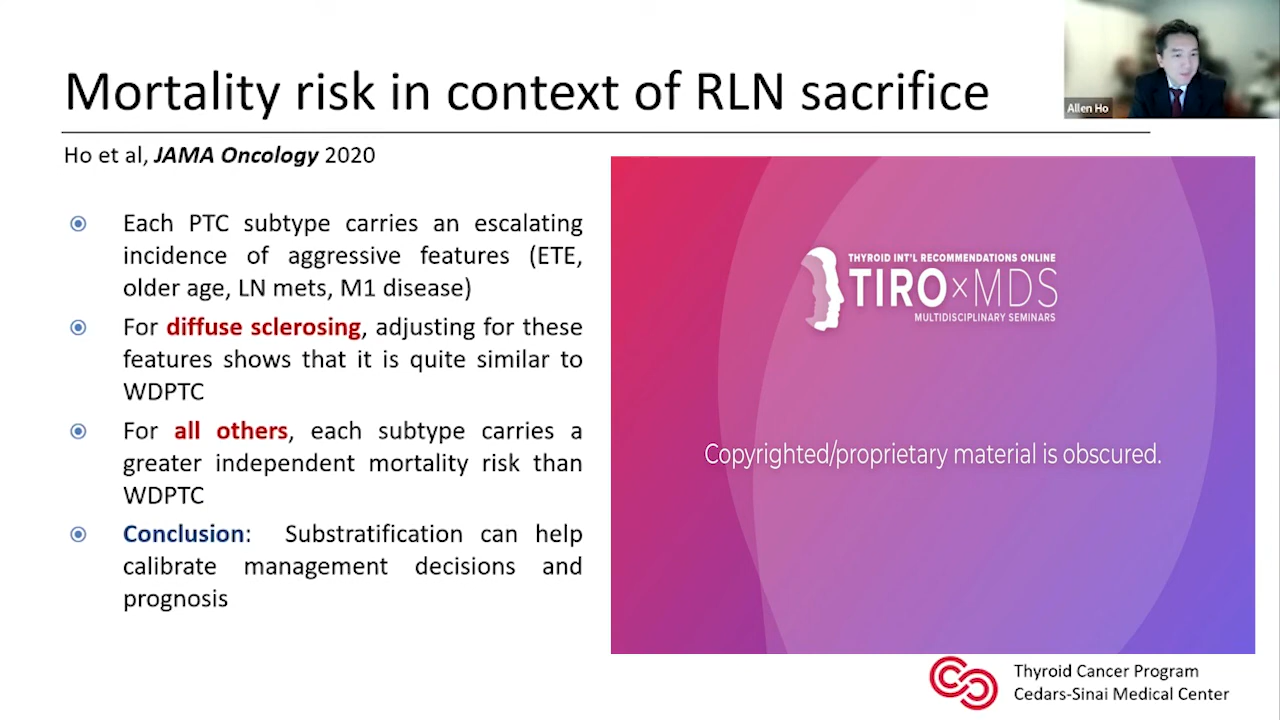 Mortality risk in context of RLN sacrifice
Allen Ho
Ho et al, JAMA Oncology 2020
Each PTC subtype carries an escalating
incidence of aggressive features (ETE,
older age, LN mets, M1 disease)
For diffuse sclerosing, adjusting for these
features shows that it is quite similar to
WDPTC
For all others, each subtype carries a
greater independent mortality risk than
WDPTC
Conclusion: Substratification can help
calibrate management decisions and
prognosis
THYROID INT'L RECOMMENDATIONS ONLINE
TIRO×MDS
MULTIDISCIPLINARY SEMINARS
Copyrighted/proprietary material is obscured.
Thyroid Cancer Program
Cedars-Sinai Medical Center